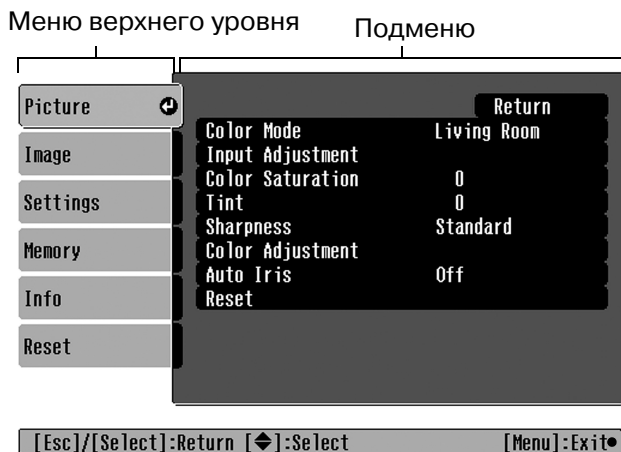 Меню верхнего уровня
Подменю
Picture
Image
Settings
Memory
Info
Reset
Return
Color Mode Living Room
Input Adjustment
Color Saturation 0
Tint 0
Sharpness Standard
Color Adjustment
Auto Iris Off
Reset
[Esc]/[Select]:Return [◆]:Select [Menu]:Exit●